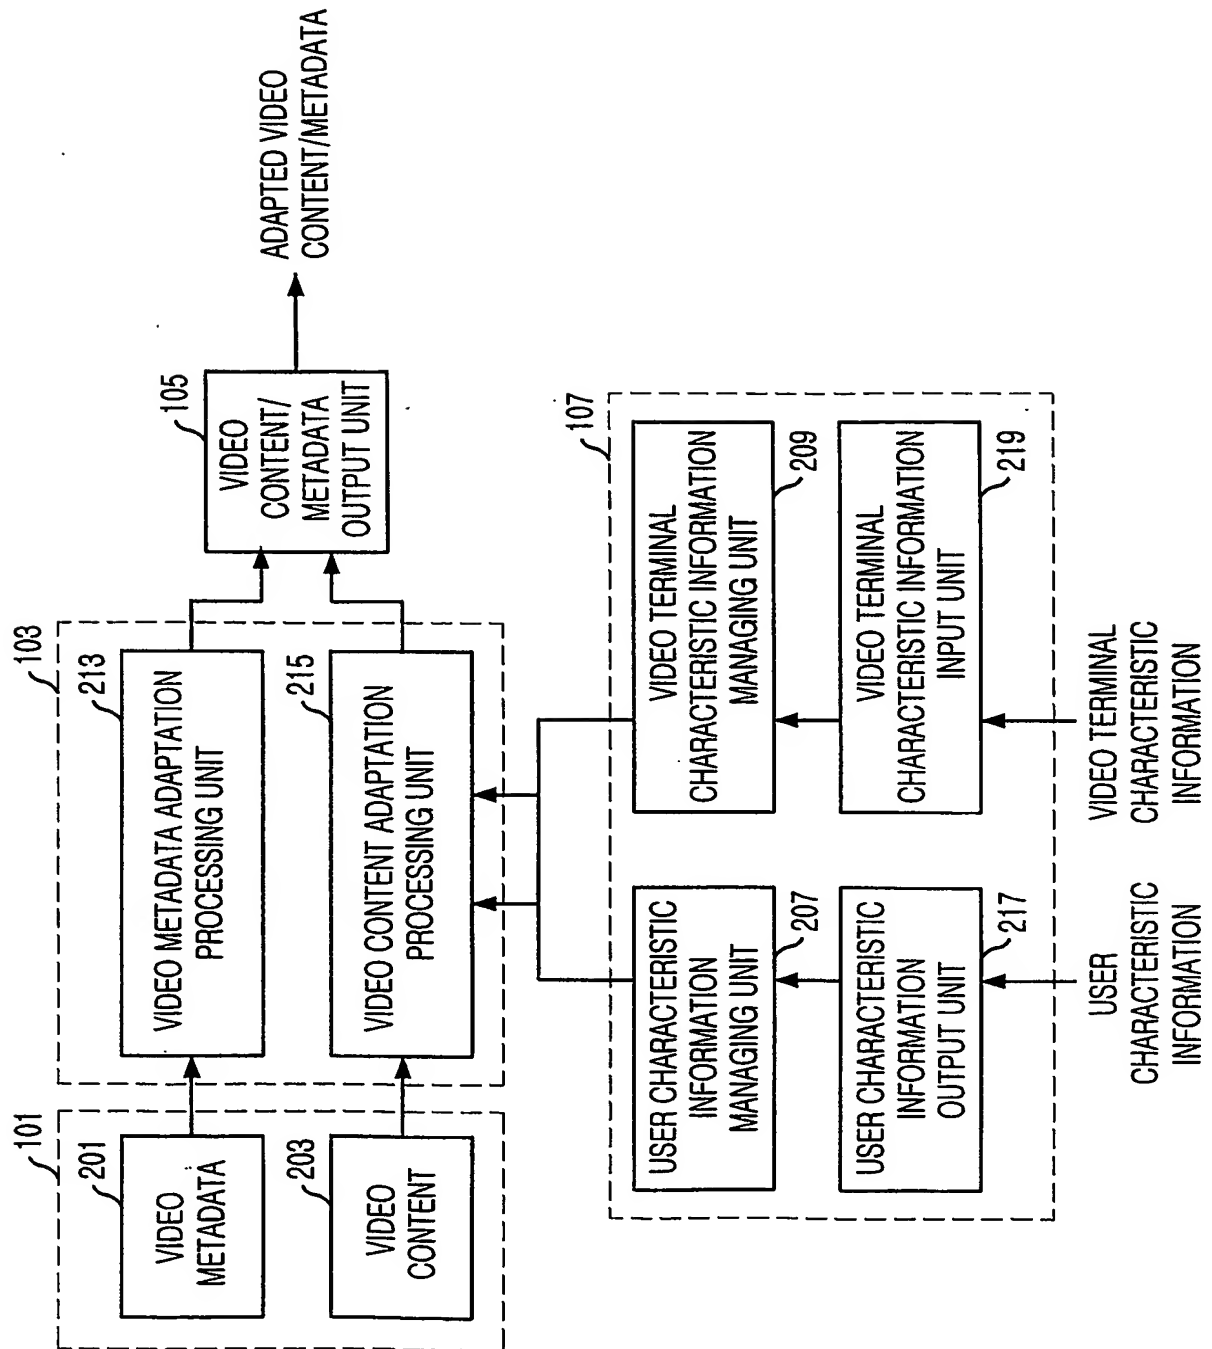 101
201
VIDEO
METADATA
203
VIDEO
CONTENT
103
213
VIDEO METADATA ADAPTATION
PROCESSING UNIT
215
VIDEO CONTENT ADAPTATION
PROCESSING UNIT
105
VIDEO
CONTENT/
METADATA
OUTPUT UNIT
ADAPTED VIDEO
CONTENT/METADATA
107
USER CHARACTERISTIC
INFORMATION
MANAGING UNIT
207
VIDEO TERMINAL
CHARACTERISTIC INFORMATION
MANAGING UNIT
209
USER CHARACTERISTIC
INFORMATION
OUTPUT UNIT
217
VIDEO TERMINAL
CHARACTERISTIC INFORMATION
INPUT UNIT
219
USER
CHARACTERISTIC
INFORMATION
VIDEO TERMINAL
CHARACTERISTIC
INFORMATION